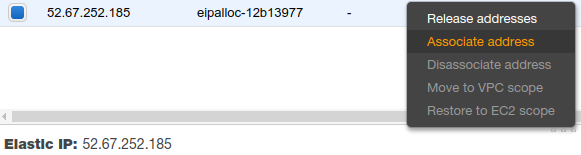 52.67.252.185 eipalloc-12b13977 -
Release addresses
Associate address
Disassociate address
Move to VPC scope
Restore to EC2 scope
Elastic IP: 52.67.252.185